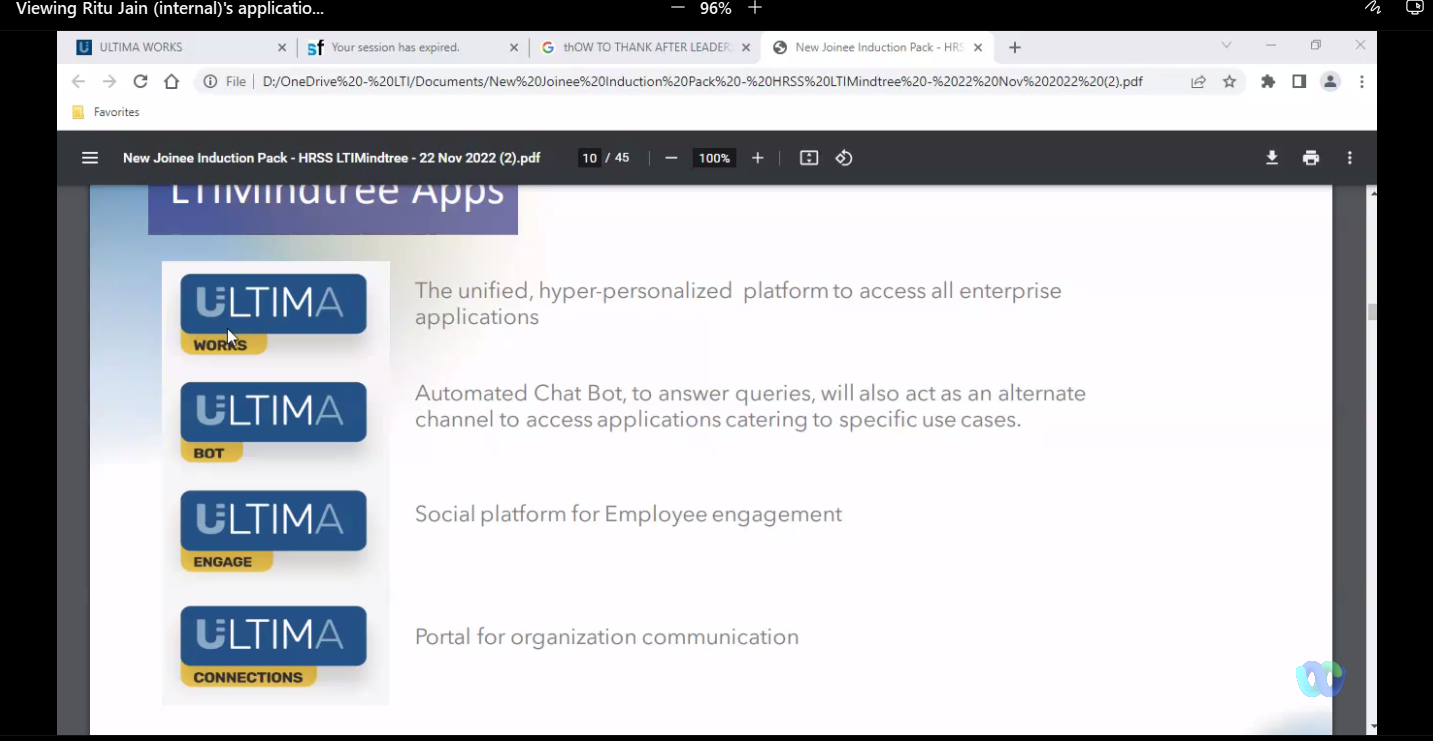 Viewing Ritu Jain (internal)'s applicatio...
96%
ULTIMA WORKS
Your session has expired.
thOW TO THANK AFTER LEADER
New Joinee Induction Pack - HRS
File
D:/OneDrive%20-%20LTI/Documents/New%20Joinee%20Induction%20Pack%20-%20HRSS%20LTIMindtree%20-%2022%20Nov%202022%20(2).pdf
Favorites
New Joinee Induction Pack - HRSS LTIMindtree - 22 Nov 2022 (2).pdf
10 / 45
100%
LTIMindtree Apps
ULTIMA
WORKS
The unified, hyper-personalized platform to access all enterprise
applications
ULTIMA
BOT
Automated Chat Bot, to answer queries, will also act as an alternate
channel to access applications catering to specific use cases.
ULTIMA
ENGAGE
Social platform for Employee engagement
ULTIMA
CONNECTIONS
Portal for organization communication